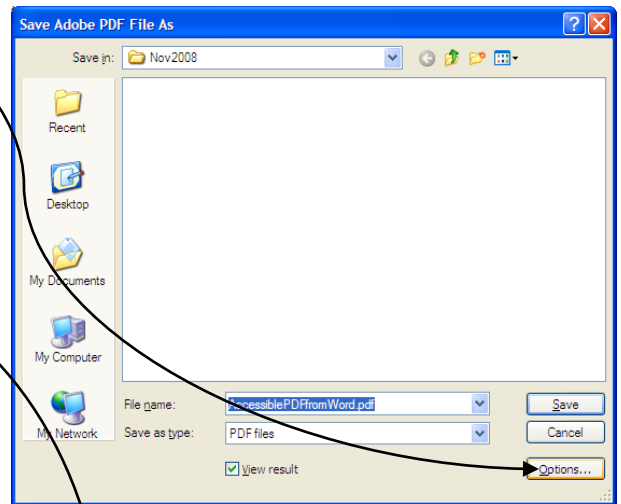 Save Adobe PDF File As
Save in: Nov2008
Recent
Desktop
My Documents
My Computer
My Network
File name: AccessiblePDFfromWord.pdf Save
Save as type: PDF files Cancel
View result Options...